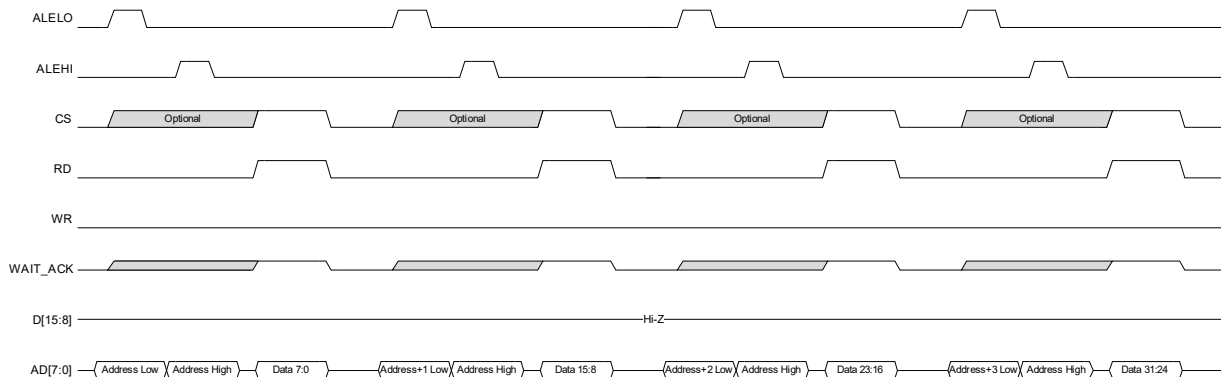 ALELO
ALEHI
CS Optional Optional Optional Optional
RD
WR
WAIT_ACK
D[15:8] Hi-Z
AD[7:0] Address Low Address High Data 7:0 Address+1 Low Address High Data 15:8 Address+2 Low Address High Data 23:16 Address+3 Low Address High Data 31:24